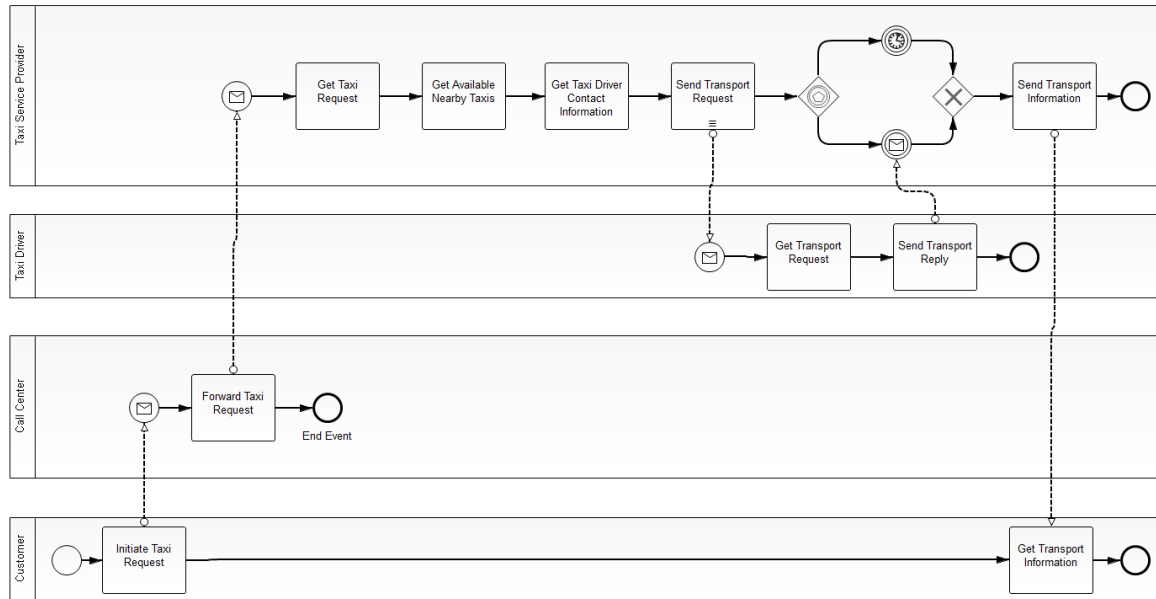 Taxi Service Provider
Get Taxi
Request
Get Available
Nearby Taxis
Get Taxi Driver
Contact
Information
Send Transport
Request
Send Transport
Information
Taxi Driver
Get Transport
Request
Send Transport
Reply
Call Center
Forward Taxi
Request
End Event
Customer
Initiate Taxi
Request
Get Transport
Information